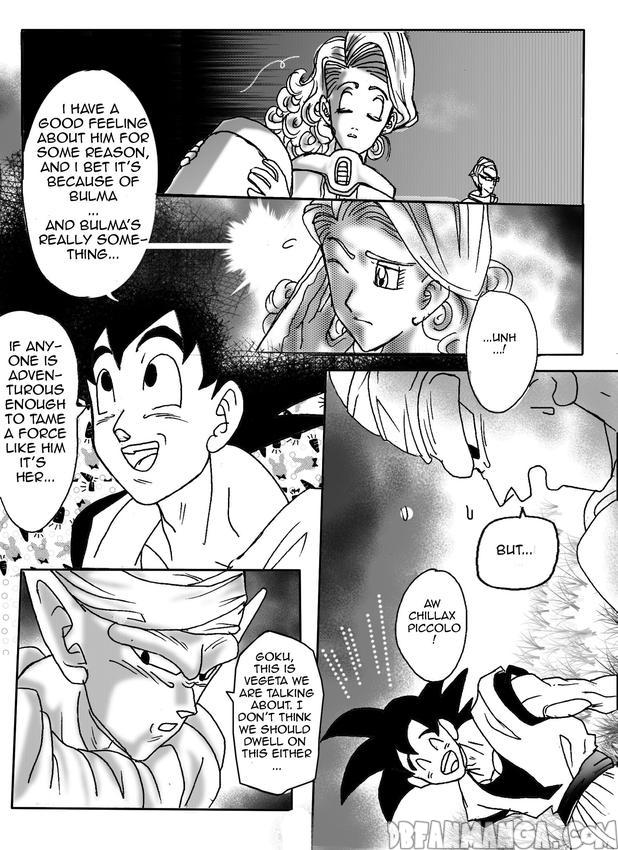 I HAVE A
GOOD FEELING
ABOUT HIM FOR
SOME REASON,
AND I BET IT'S
BECAUSE OF
BULMA
...
AND BULMA'S
REALLY SOME-
THING...
...UNH
...!
IF ANY-
ONE IS
ADVEN-
TUROUS
ENOUGH
TO TAME
A FORCE
LIKE HIM
IT'S
HER...
BUT...
AW
CHILLAX
PICCOLO
!
GOKU,
THIS IS
VEGETA WE
ARE TALKING
ABOUT. I
DON'T THINK
WE SHOULD
DWELL ON
THIS EITHER
...
DBFANMANGA.COM